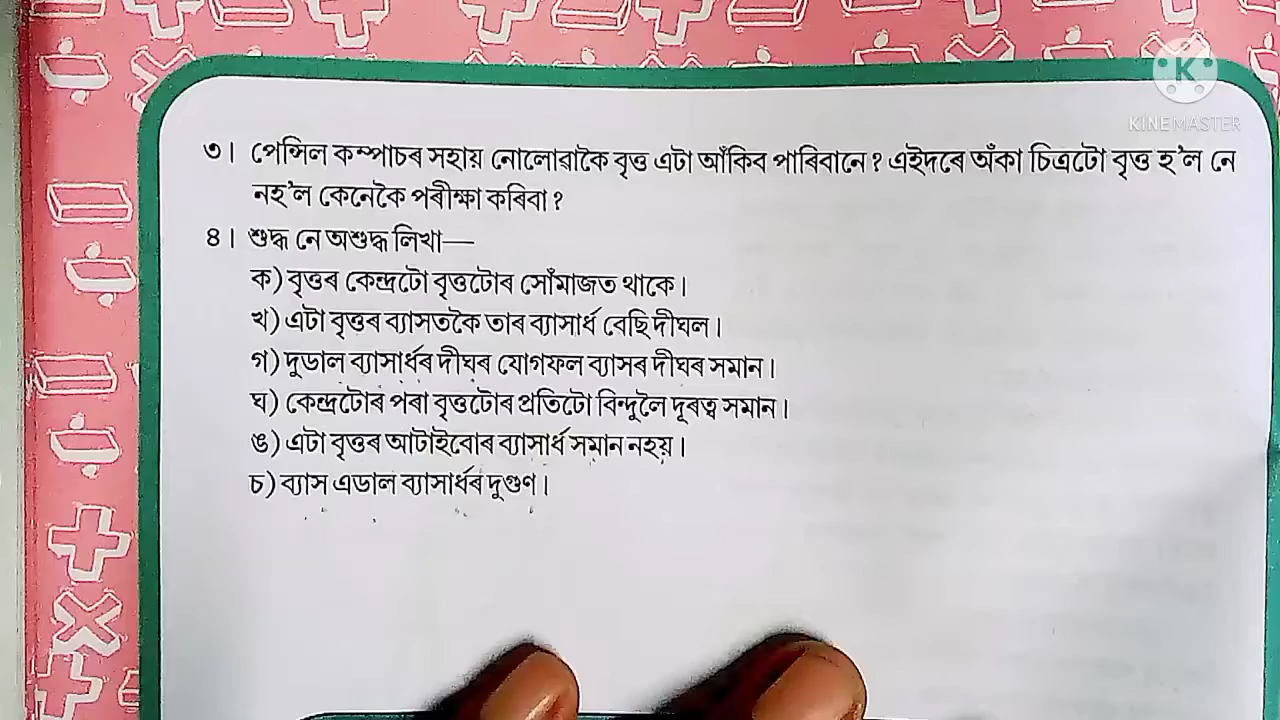 KINEMASTER
৩। পেন্সিল কম্পাচৰ সহায় নোলোৱাকৈ বৃত্ত এটা আঁকিব পাৰিবানে? এইদৰে অঁকা চিত্ৰটো বৃত্ত হ'ল নে
নহ'ল কেনেকৈ পৰীক্ষা কৰিবা?
৪। শুদ্ধ নে অশুদ্ধ লিখা—
ক) বৃত্তৰ কেন্দ্ৰটো বৃত্তটোৰ সোঁমাজত থাকে।
খ) এটা বৃত্তৰ ব্যাসতকৈ তাৰ ব্যাসাৰ্ধ বেছি দীঘল।
গ) দুডাল ব্যাসাৰ্ধৰ দীঘৰ যোগফল ব্যাসৰ দীঘৰ সমান।
ঘ) কেন্দ্ৰটোৰ পৰা বৃত্তটোৰ প্ৰতিটো বিন্দুলৈ দূৰত্ব সমান।
ঙ) এটা বৃত্তৰ আটাইবোৰ ব্যাসাৰ্ধ সমান নহয়।
চ) ব্যাস এডাল ব্যাসাৰ্ধৰ দুগুণ।